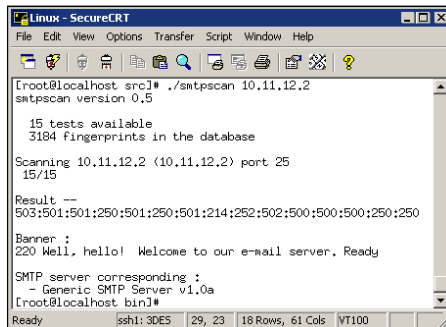 Linux - SecureCRT
File Edit View Options Transfer Script Window Help
[root@localhost src]# ./smtpscan 10.11.12.2
smtpscan version 0.5
15 tests available
3184 fingerprints in the database
Scanning 10.11.12.2 (10.11.12.2) port 25
15/15
Result --
503:501:501:250:501:250:501:214:252:502:500:500:500:250:250
Banner :
220 Well, hello! Welcome to our e-mail server. Ready
SMTP server corresponding :
- Generic SMTP Server v1.0a
[root@localhost bin]#
Ready ssh1: 3DES 29, 23 18 Rows, 61 Cols VT100